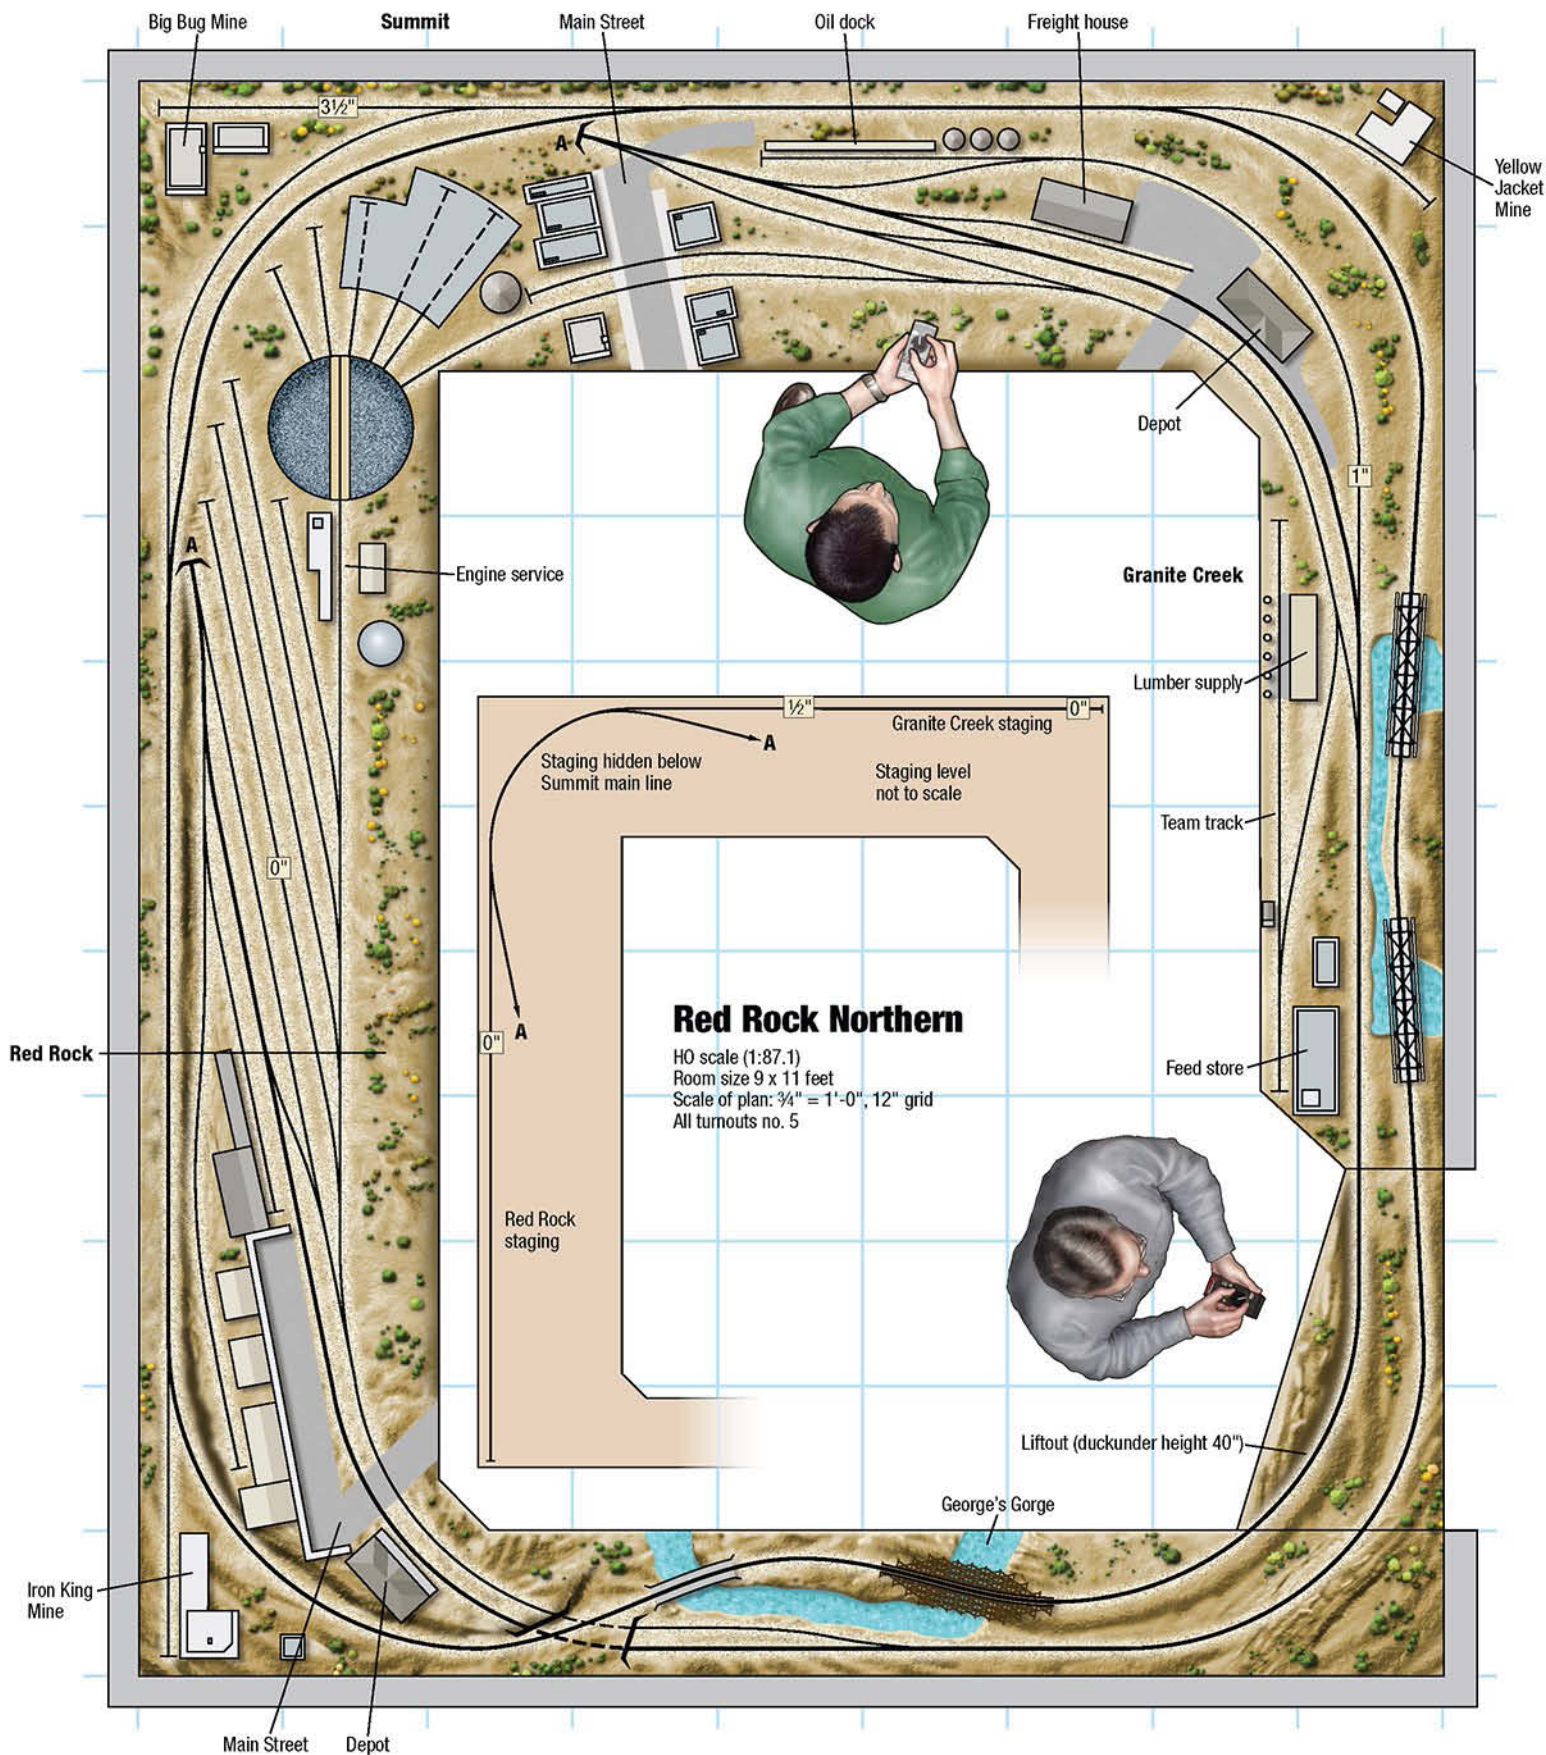 Big Bug Mine
Summit
Main Street
Oil dock
Freight house
3½"
A
Yellow
Jacket
Mine
Depot
1"
A
Engine service
Granite Creek
Lumber supply
½"
0"
Granite Creek staging
A
Staging hidden below
Summit main line
Staging level
not to scale
Team track
0"
Red Rock Northern
0"
A
Red Rock
HO scale (1:87.1)
Room size 9 x 11 feet
Scale of plan: ¾" = 1'-0", 12" grid
All turnouts no. 5
Feed store
Red Rock
staging
Liftout (duckunder height 40")
George's Gorge
Iron King
Mine
Main Street
Depot